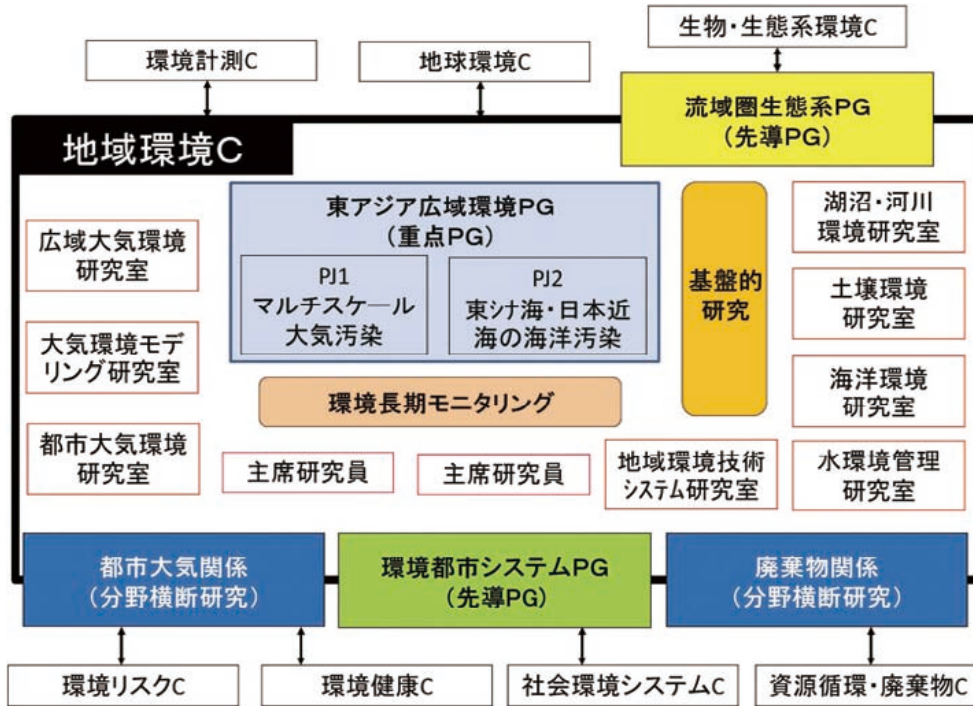 生物・生態系環境C
環境計測C
地球環境C
流域圏生態系PG
(先導PG)
地域環境C
東アジア広域環境PG
(重点PG)
PJ1
マルチスケール
大気汚染
PJ2
東シナ海・日本近
海の海洋汚染
基盤的
研究
湖沼・河川
環境研究室
広域大気環境
研究室
土壌環境
研究室
大気環境モデ
リング研究室
海洋環境
研究室
環境長期モニタリング
都市大気環境
研究室
主席研究員
主席研究員
地域環境技術
システム研究室
水環境管理
研究室
都市大気関係
(分野横断研究)
環境都市システムPG
(先導PG)
廃棄物関係
(分野横断研究)
環境リスクC
環境健康C
社会環境システムC
資源循環・廃棄物C